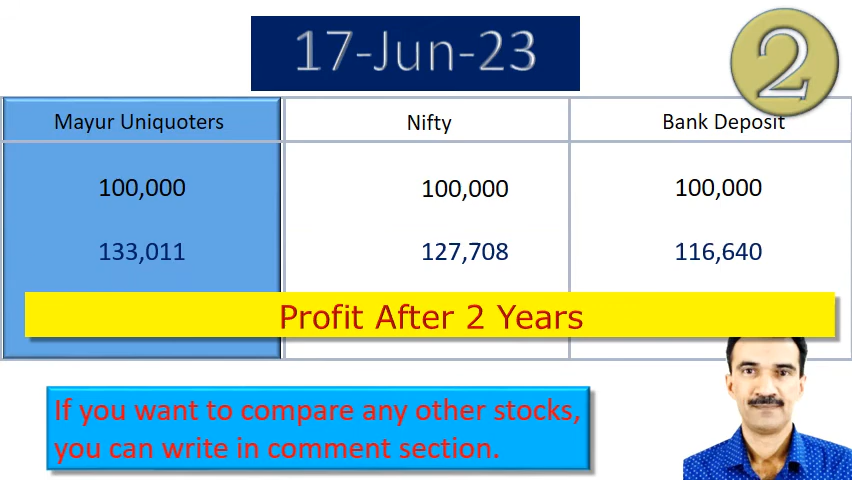 17-Jun-23
2
Mayur Uniquoters Nifty Bank Deposit
100,000 100,000 100,000
133,011 127,708 116,640
Profit After 2 Years
If you want to compare any other stocks,
you can write in comment section.